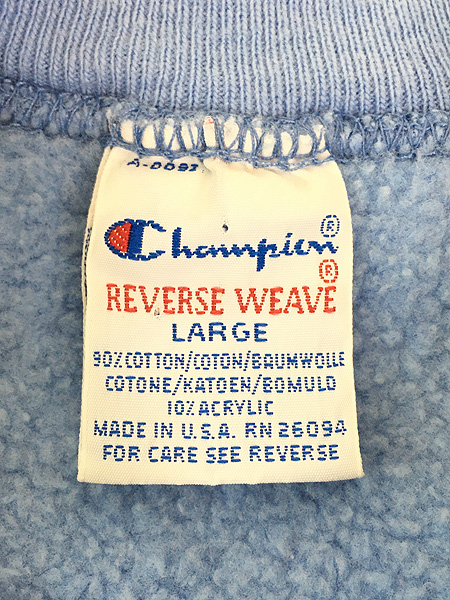 A-0093
Champion®
REVERSE WEAVE®
LARGE
90% COTTON/COTON/BAUMWOLLE
COTONE/KATOEN/BOMULD
10% ACRYLIC
MADE IN U.S.A. RN 26094
FOR CARE SEE REVERSE